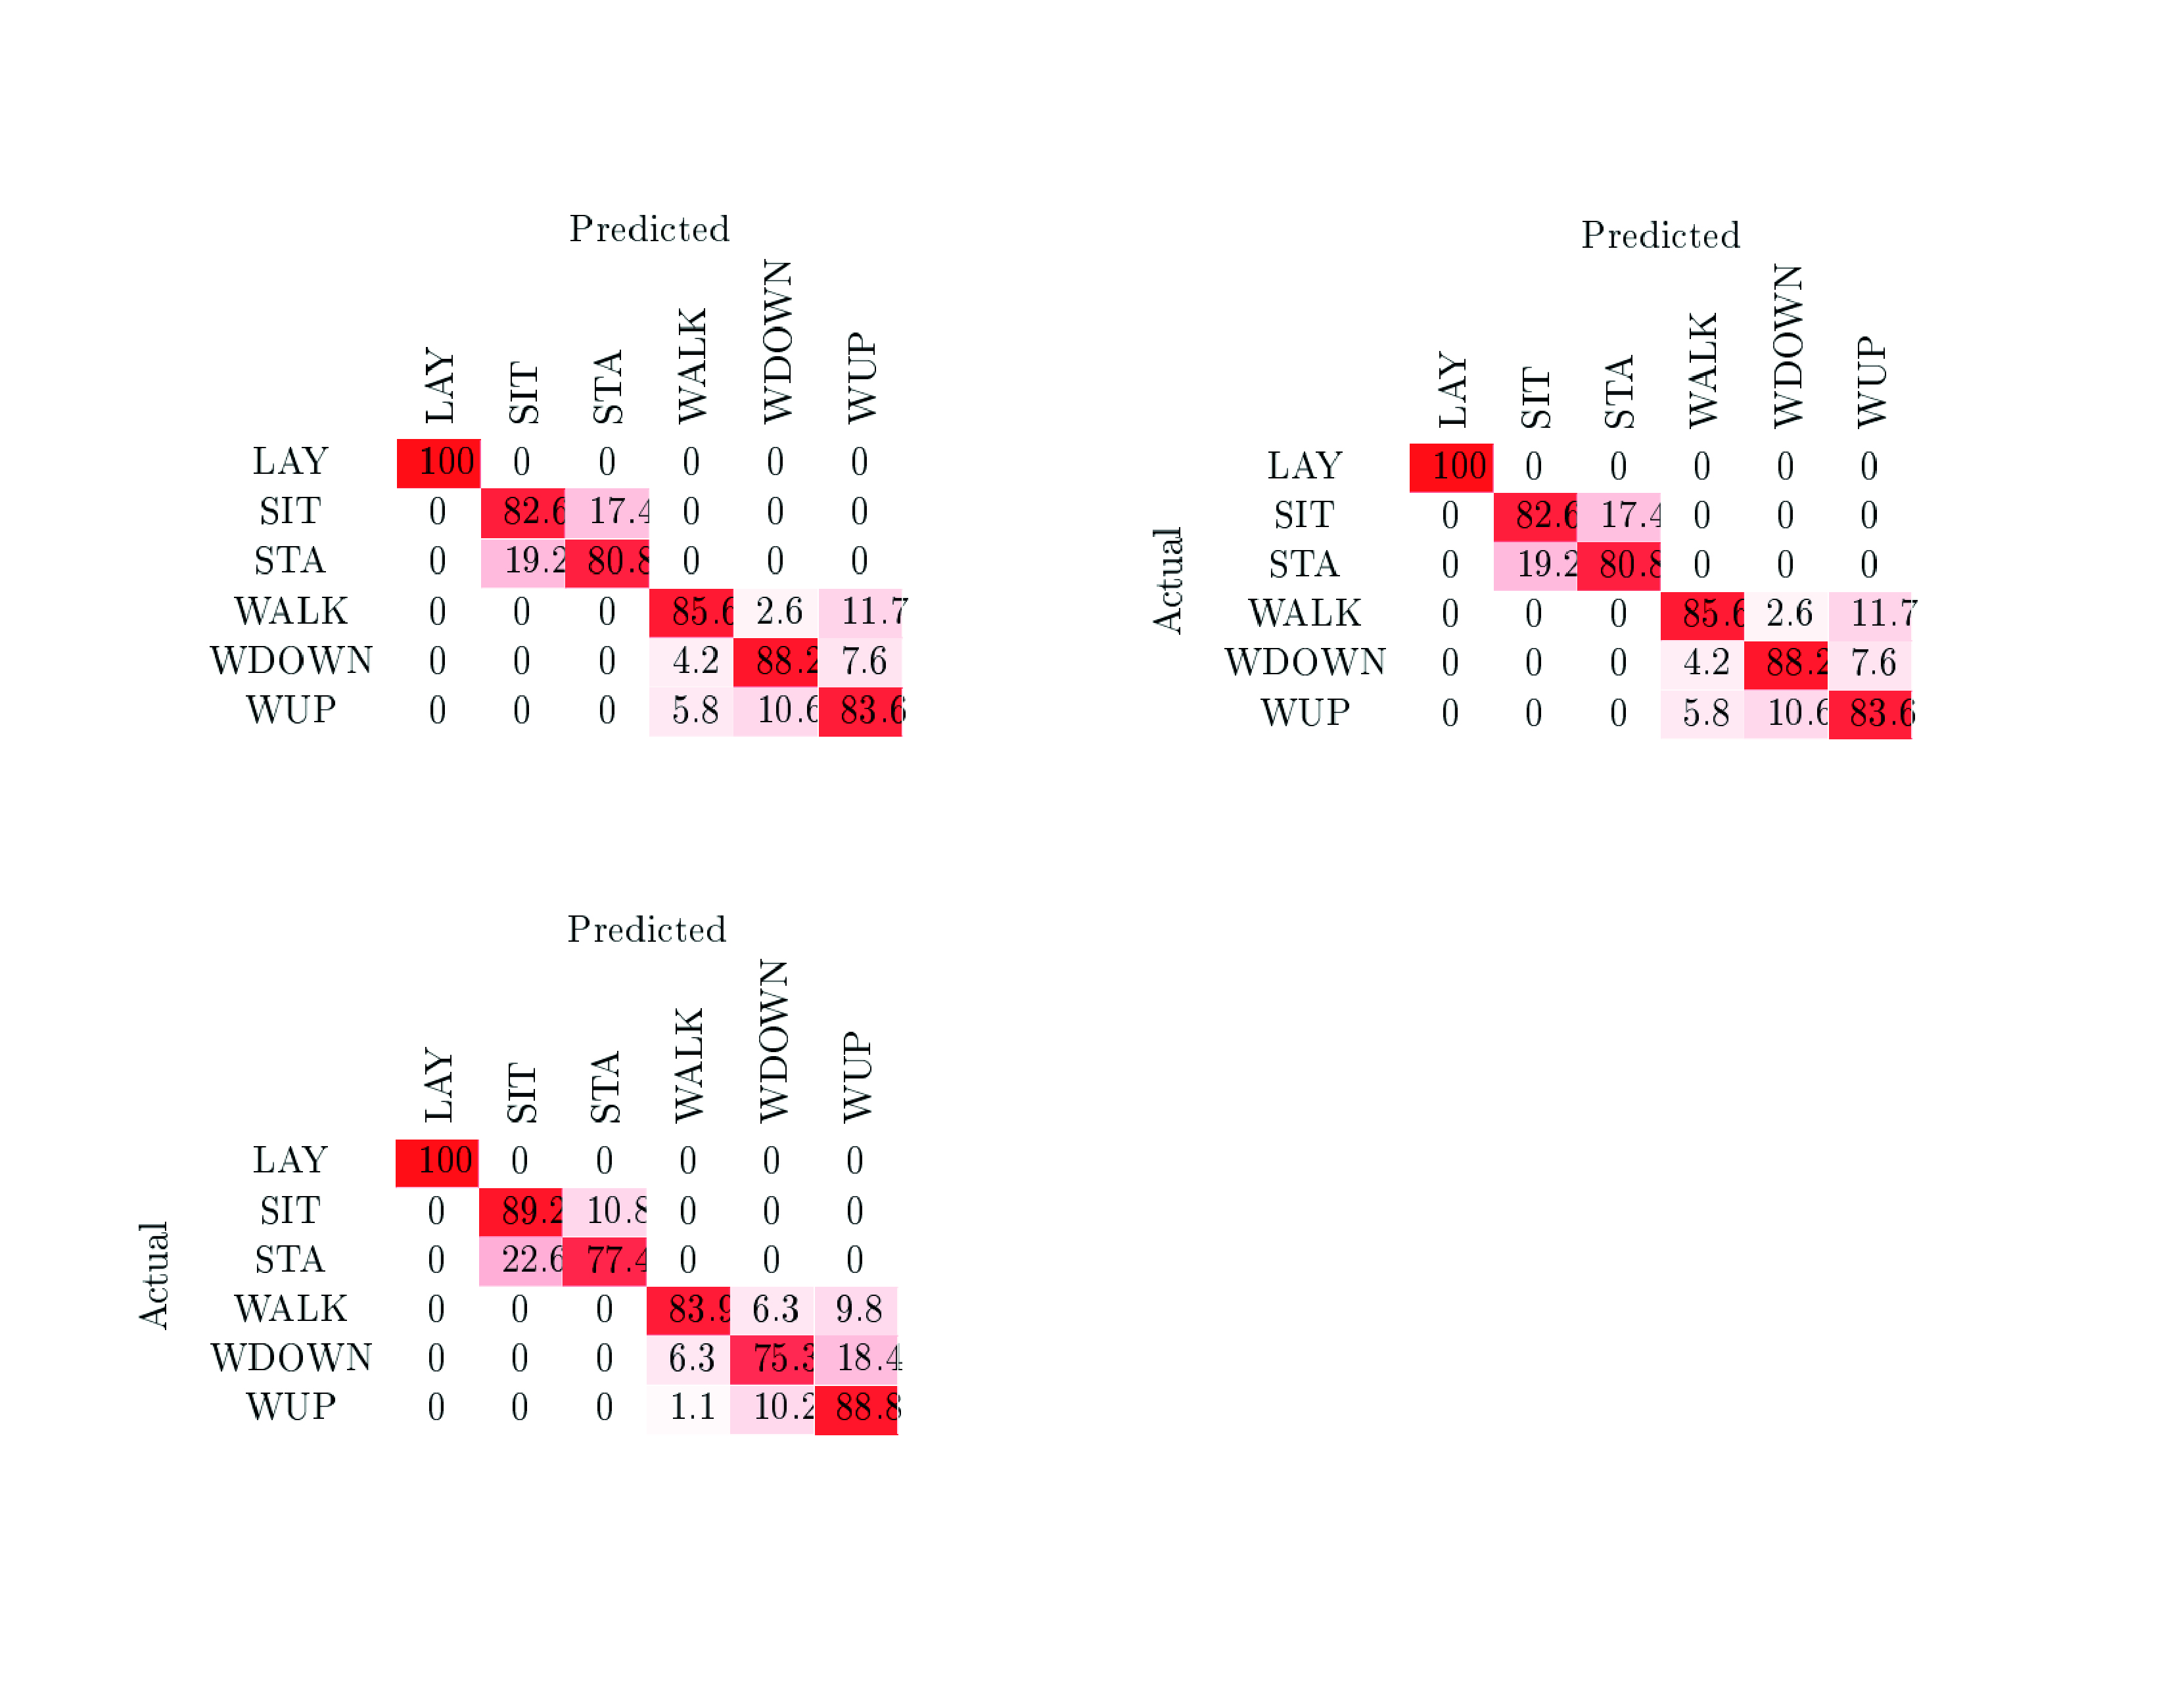 Predicted
LAY SIT STA WALK WDOWN WUP
LAY 100 0 0 0 0 0
SIT 0 82.6 17.4 0 0 0
STA 0 19.2 80.8 0 0 0
WALK 0 0 0 85.6 2.6 11.7
WDOWN 0 0 0 4.2 88.2 7.6
WUP 0 0 0 5.8 10.6 83.6
Predicted
LAY SIT STA WALK WDOWN WUP
Actual
LAY 100 0 0 0 0 0
SIT 0 82.6 17.4 0 0 0
STA 0 19.2 80.8 0 0 0
WALK 0 0 0 85.6 2.6 11.7
WDOWN 0 0 0 4.2 88.2 7.6
WUP 0 0 0 5.8 10.6 83.6
Predicted
LAY SIT STA WALK WDOWN WUP
Actual
LAY 100 0 0 0 0 0
SIT 0 89.2 10.8 0 0 0
STA 0 22.6 77.4 0 0 0
WALK 0 0 0 83.9 6.3 9.8
WDOWN 0 0 0 6.3 75.3 18.4
WUP 0 0 0 1.1 10.2 88.8